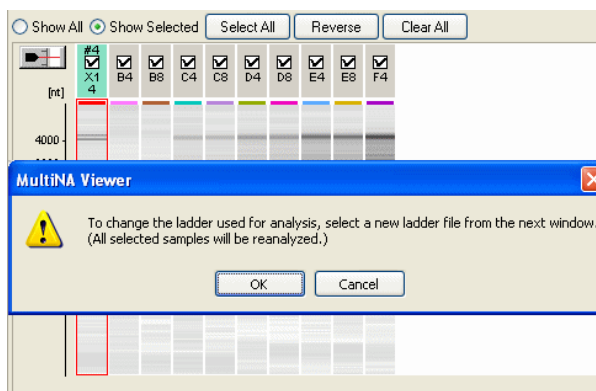 Show All Show Selected Select All Reverse Clear All
#4
X1 B4 B8 C4 C8 D4 D8 E4 E8 F4
4
[nt]
4000
MultiNA Viewer
To change the ladder used for analysis, select a new ladder file from the next window.
(All selected samples will be reanalyzed.)
OK Cancel